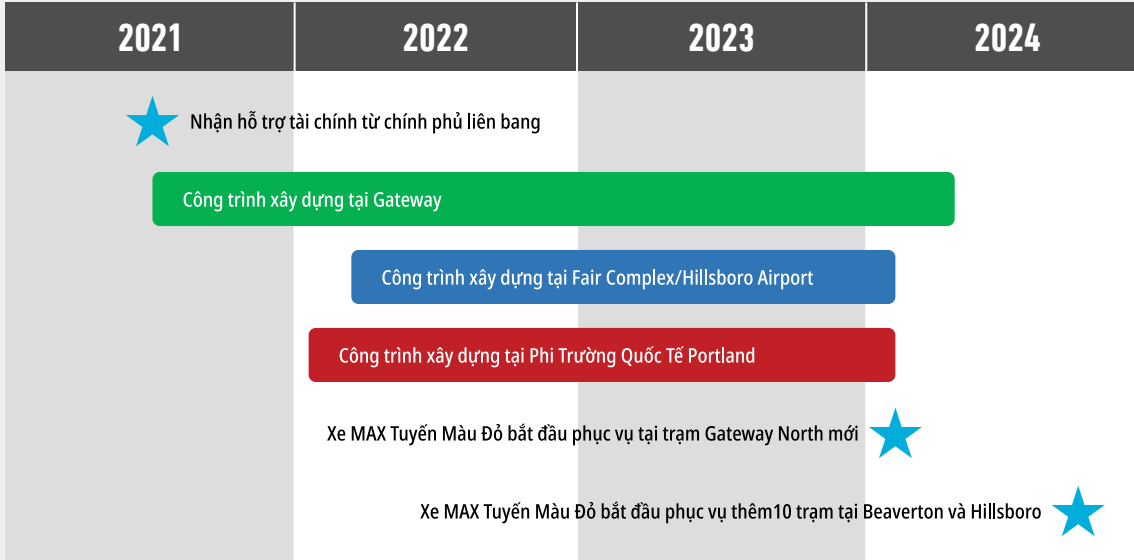 2021 2022 2023 2024
Nhận hỗ trợ tài chính từ chính phủ liên bang
Công trình xây dựng tại Gateway
Công trình xây dựng tại Fair Complex/Hillsboro Airport
Công trình xây dựng tại Phi Trường Quốc Tế Portland
Xe MAX Tuyến Màu Đỏ bắt đầu phục vụ tại trạm Gateway North mới
Xe MAX Tuyến Màu Đỏ bắt đầu phục vụ thêm10 trạm tại Beaverton và Hillsboro